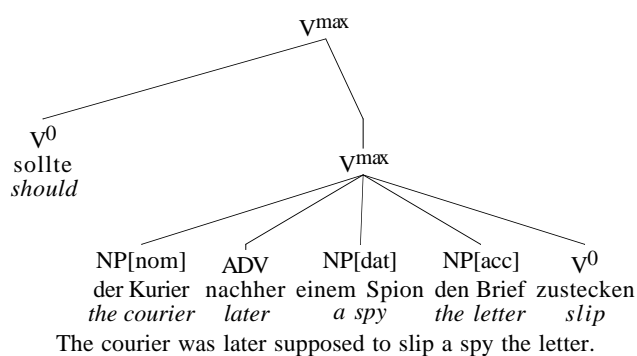 Vmax
V0
sollte
should
Vmax
NP[nom] ADV NP[dat] NP[acc] V0
der Kurier nachher einem Spion den Brief zustecken
the courier later a spy the letter slip
The courier was later supposed to slip a spy the letter.